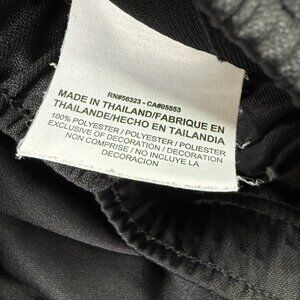 RN#56323 - CA#05553
MADE IN THAILAND/FABRIQUE EN
THAILANDE/HECHO EN TAILANDIA
100% POLYESTER / POLYESTER / POLIESTER
EXCLUSIVE OF DECORATION / DECORATION
NON COMPRISE / NO INCLUYE LA
DECORACION